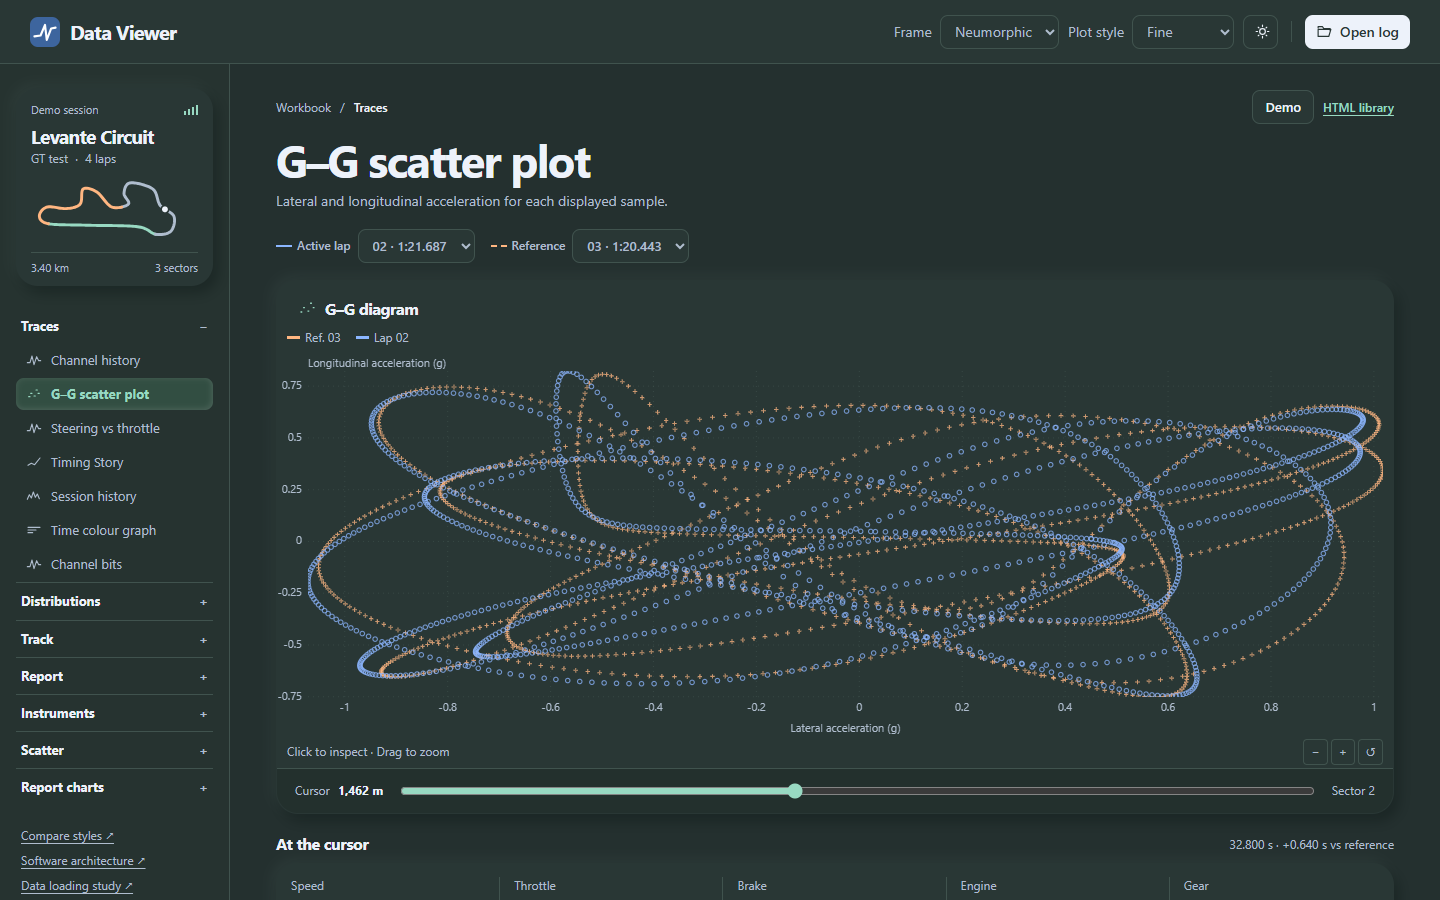 Data Viewer
Frame Neumorphic Plot style Fine Open log
Demo session
Levante Circuit
GT test · 4 laps
3.40 km 3 sectors
Traces −
Channel history
G–G scatter plot
Steering vs throttle
Timing Story
Session history
Time colour graph
Channel bits
Distributions +
Track +
Report +
Instruments +
Scatter +
Report charts +
Compare styles ↗
Software architecture ↗
Data loading study ↗
Workbook / Traces
Demo HTML library
G–G scatter plot
Lateral and longitudinal acceleration for each displayed sample.
Active lap 02 · 1:21.687 Reference 03 · 1:20.443
G–G diagram
Ref. 03 Lap 02
Longitudinal acceleration (g)
0.75
0.5
0.25
0
-0.25
-0.5
-0.75
-1 -0.8 -0.6 -0.4 -0.2 0 0.2 0.4 0.6 0.8 1
Lateral acceleration (g)
Click to inspect · Drag to zoom − + ↺
Cursor 1,462 m Sector 2
At the cursor 32.800 s · +0.640 s vs reference
Speed Throttle Brake Engine Gear